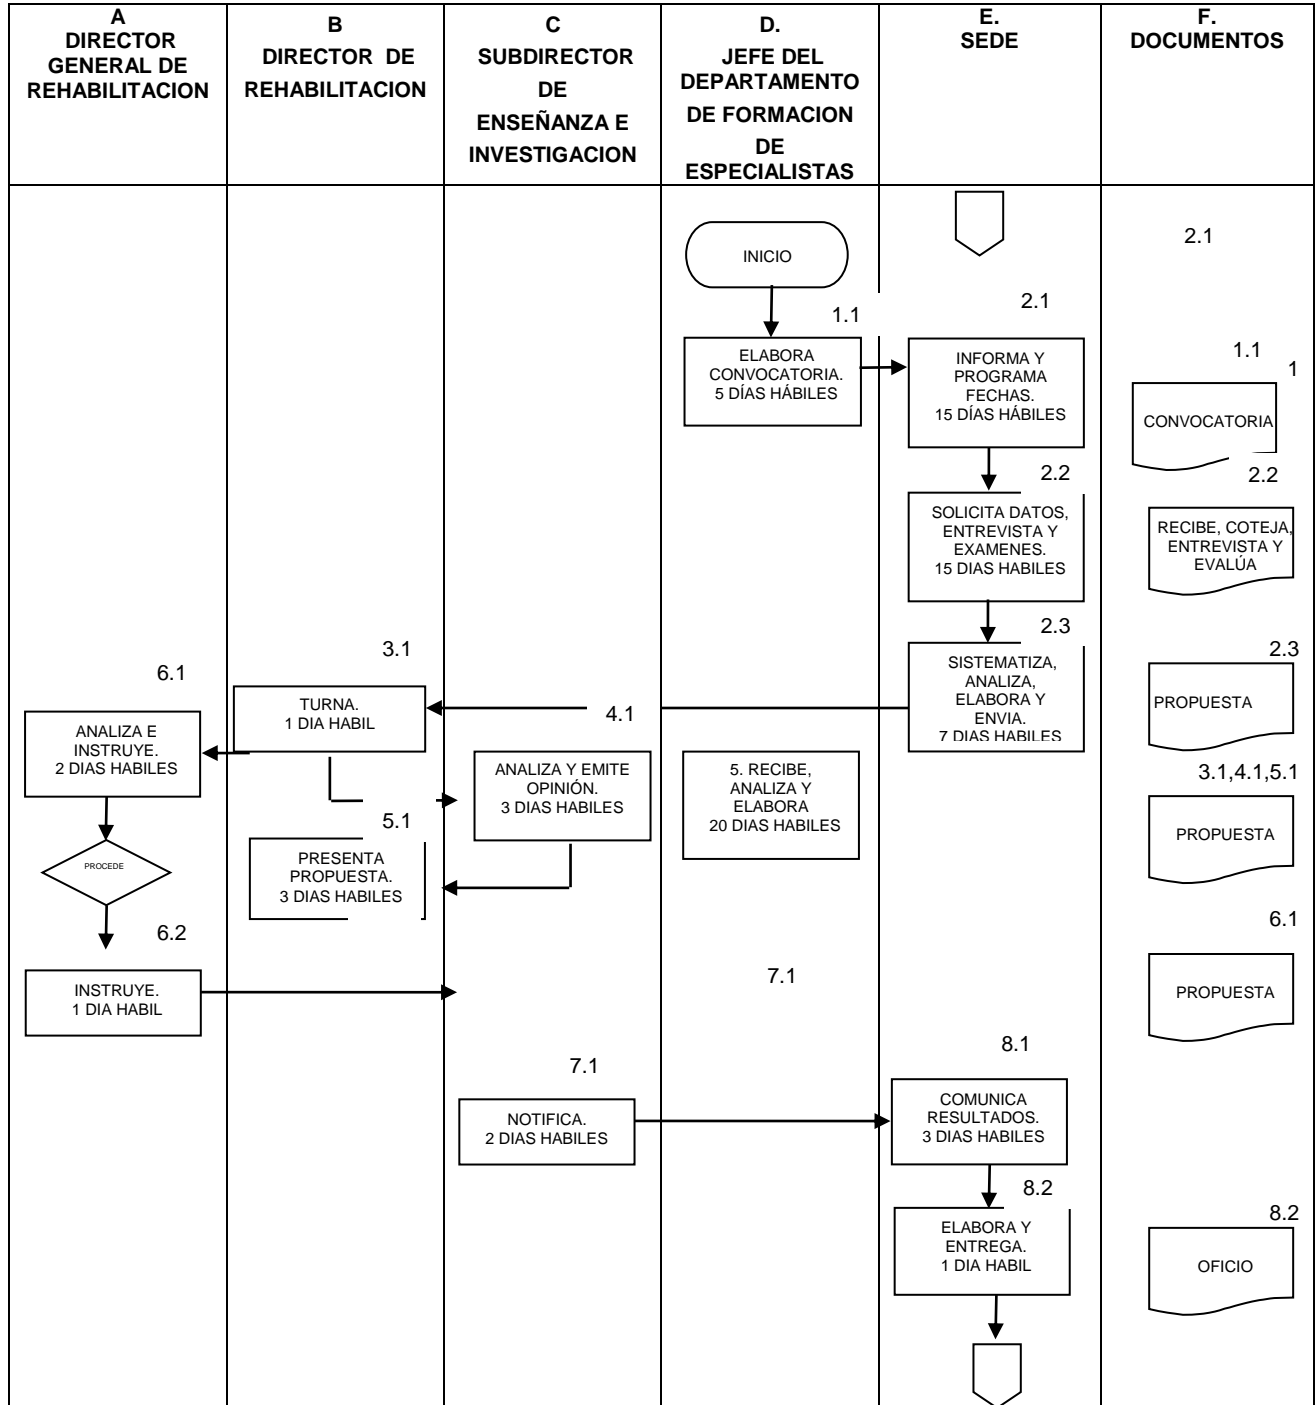 A
DIRECTOR
GENERAL DE
REHABILITACION
B
DIRECTOR DE
REHABILITACION
C
SUBDIRECTOR
DE
ENSEÑANZA E
INVESTIGACION
D.
JEFE DEL
DEPARTAMENTO
DE FORMACION
DE
ESPECIALISTAS
E.
SEDE
F.
DOCUMENTOS
2.1
INICIO
1.1
2.1
ELABORA
CONVOCATORIA.
5 DÍAS HÁBILES
INFORMA Y
PROGRAMA
FECHAS.
15 DÍAS HÁBILES
1.1
1
CONVOCATORIA
2.2
2.2
SOLICITA DATOS,
ENTREVISTA Y
EXAMENES.
15 DIAS HABILES
RECIBE, COTEJA,
ENTREVISTA Y
EVALÚA
2.3
2.3
SISTEMATIZA,
ANALIZA,
ELABORA Y
ENVIA.
7 DIAS HABILES
PROPUESTA
3.1
TURNA.
1 DIA HABIL
6.1
ANALIZA E
INSTRUYE.
2 DIAS HABILES
4.1
ANALIZA Y EMITE
OPINIÓN.
3 DIAS HABILES
5. RECIBE,
ANALIZA Y
ELABORA
20 DIAS HABILES
3.1,4.1,5.1
PROPUESTA
5.1
PRESENTA
PROPUESTA.
3 DIAS HABILES
PROCEDE
6.2
INSTRUYE.
1 DIA HABIL
7.1
6.1
PROPUESTA
7.1
NOTIFICA.
2 DIAS HABILES
8.1
COMUNICA
RESULTADOS.
3 DIAS HABILES
8.2
ELABORA Y
ENTREGA.
1 DIA HABIL
8.2
OFICIO